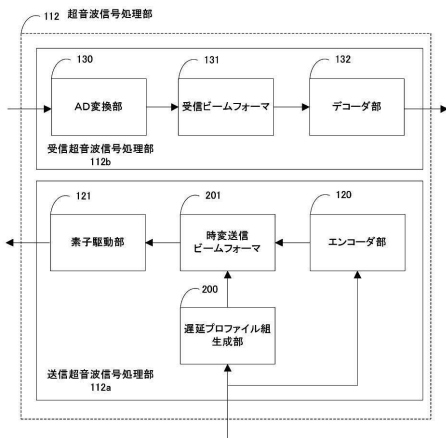 112 超音波信号処理部
130
131
132
AD変換部
受信ビームフォーマ
デコーダ部
受信超音波信号処理部
112b
121
201
120
素子駆動部
時変送信
ビームフォーマ
エンコーダ部
200
遅延プロファイル組
生成部
送信超音波信号処理部
112a